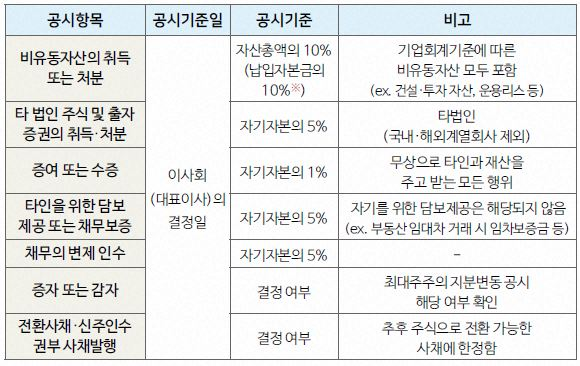 공시항목 공시기준일 공시기준 비고
비유동자산의 취득
또는 처분
자산총액의 10%
(납입자본금의
10%※)
기업회계기준에 따른
비유동자산 모두 포함
(ex. 건설·투자 자산, 운용리스 등)
타 법인 주식 및 출자
증권의 취득·처분
자기자본의 5%
타법인
(국내·해외계열회사 제외)
증여 또는 수증
자기자본의 1%
무상으로 타인과 재산을
주고 받는 모든 행위
이사회
(대표이사)의
결정일
타인을 위한 담보
제공 또는 채무보증
자기자본의 5%
자기를 위한 담보제공은 해당되지 않음
(ex. 부동산 임대차 거래 시 임차보증금 등)
채무의 변제 인수
자기자본의 5%
-
증자 또는 감자
결정 여부
최대주주의 지분변동 공시
해당 여부 확인
전환사채·신주인수
권부 사채발행
결정 여부
추후 주식으로 전환 가능한
사채에 한정함